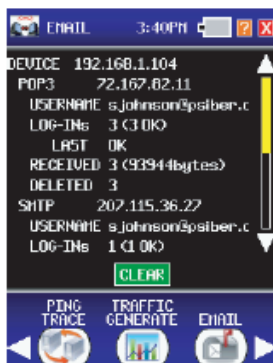 EMAIL 3:40PM ? X
DEVICE 192.168.1.104
POP3 72.167.82.11
USERNAME sjohnson@psiber.c
LOG-INs 3 (3 OK)
LAST OK
RECEIVED 3 (93944bytes)
DELETED 3
SMTP 207.115.36.27
USERNAME sjohnson@psiber.c
LOG-INs 1 (1 OK)
CLEAR
PING TRACE
TRAFFIC GENERATE
EMAIL